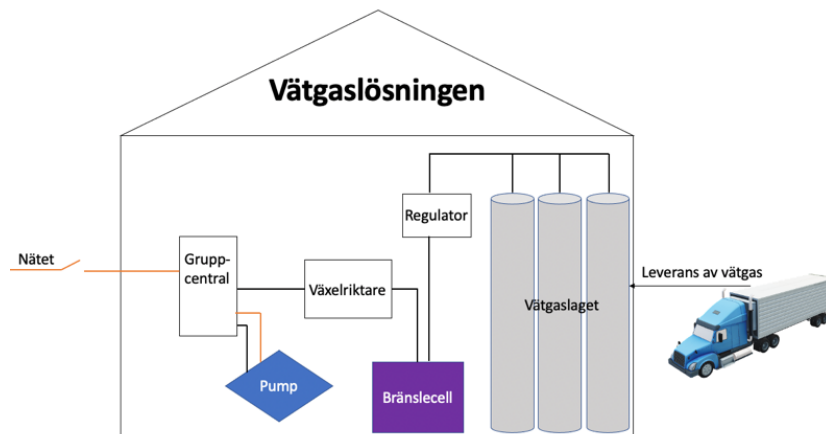 Vätgaslösningen
Regulator
Nätet
Grupp-
central
Växelriktare
Vätgaslaget
Leverans av vätgas
Pump
Bränslecell